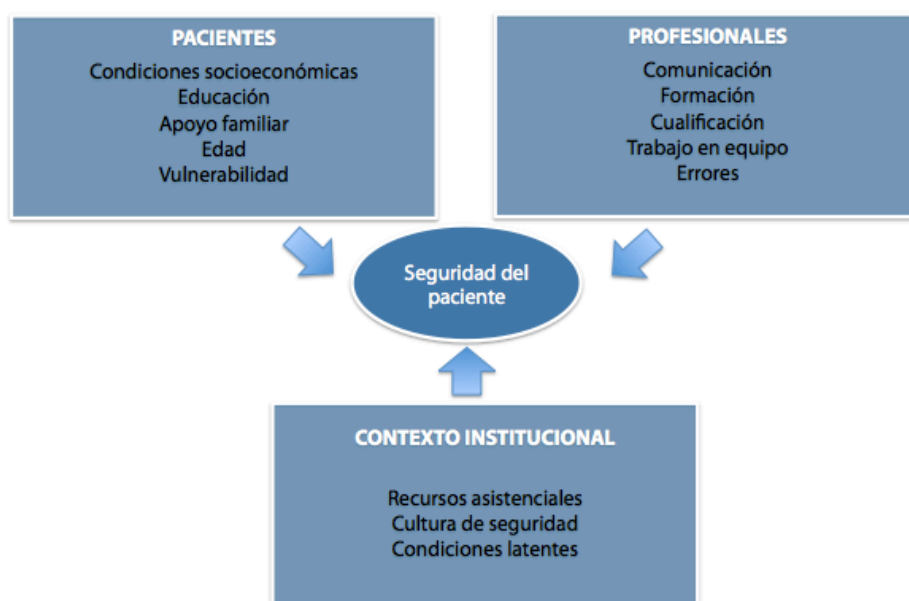 PACIENTES
Condiciones socioeconómicas
Educación
Apoyo familiar
Edad
Vulnerabilidad
PROFESIONALES
Comunicación
Formación
Cualificación
Trabajo en equipo
Errores
Seguridad del
paciente
CONTEXTO INSTITUCIONAL
Recursos asistenciales
Cultura de seguridad
Condiciones latentes